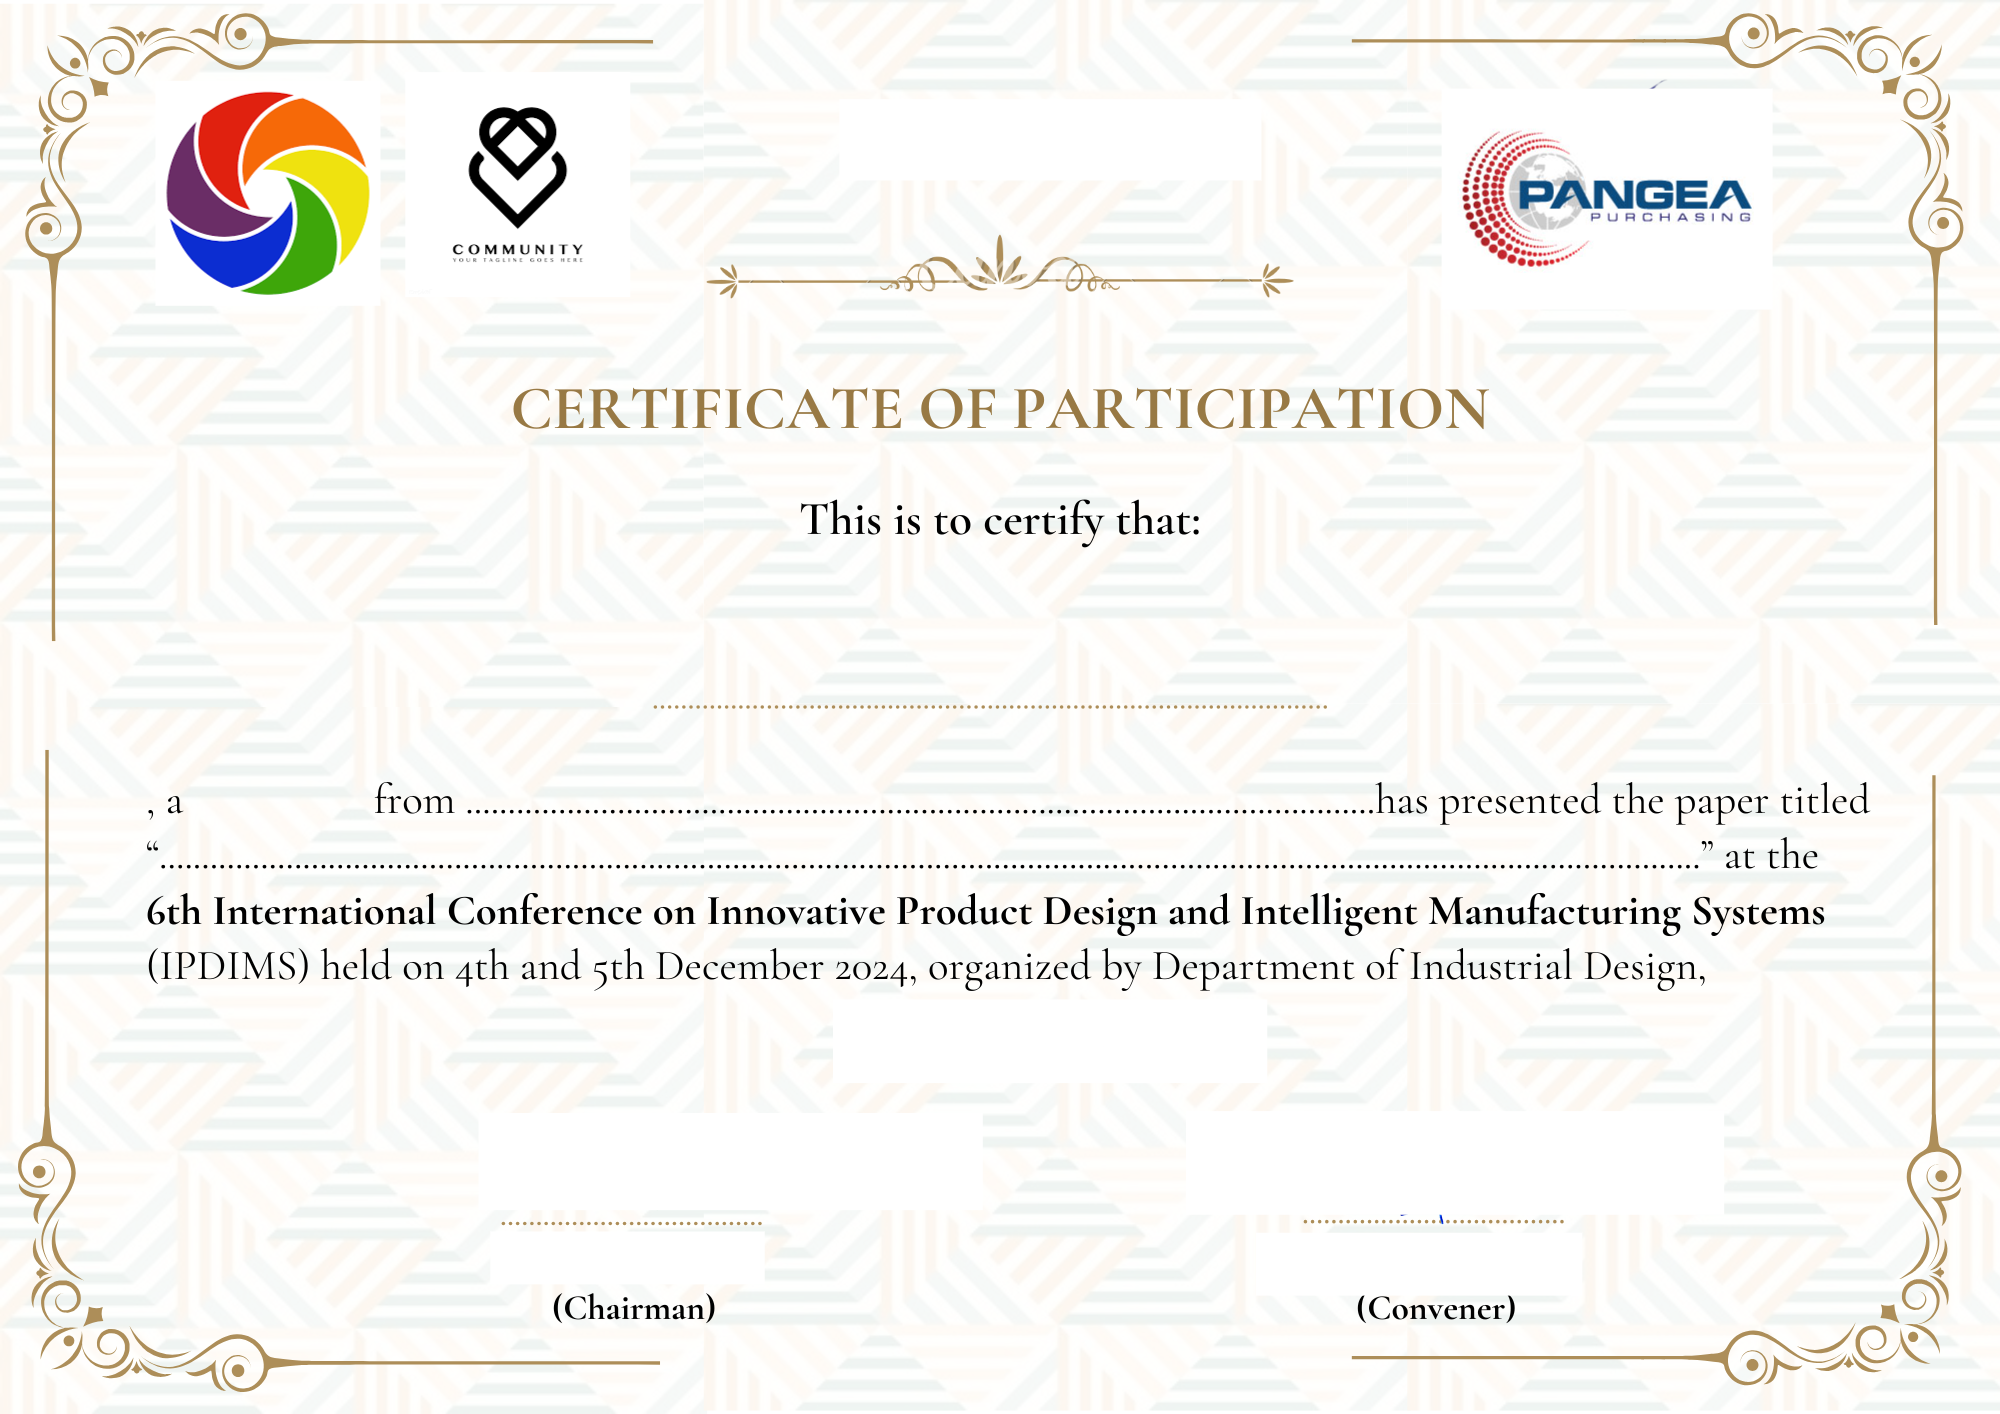 COMMUNITY
YOUR TAGLINE GOES HERE
PANGEA
PURCHASING
CERTIFICATE OF PARTICIPATION
This is to certify that:
, a from ................................................................................has presented the paper titled
“................................................................................” at the
6th International Conference on Innovative Product Design and Intelligent Manufacturing Systems
(IPDIMS) held on 4th and 5th December 2024, organized by Department of Industrial Design,
(Chairman)
(Convener)